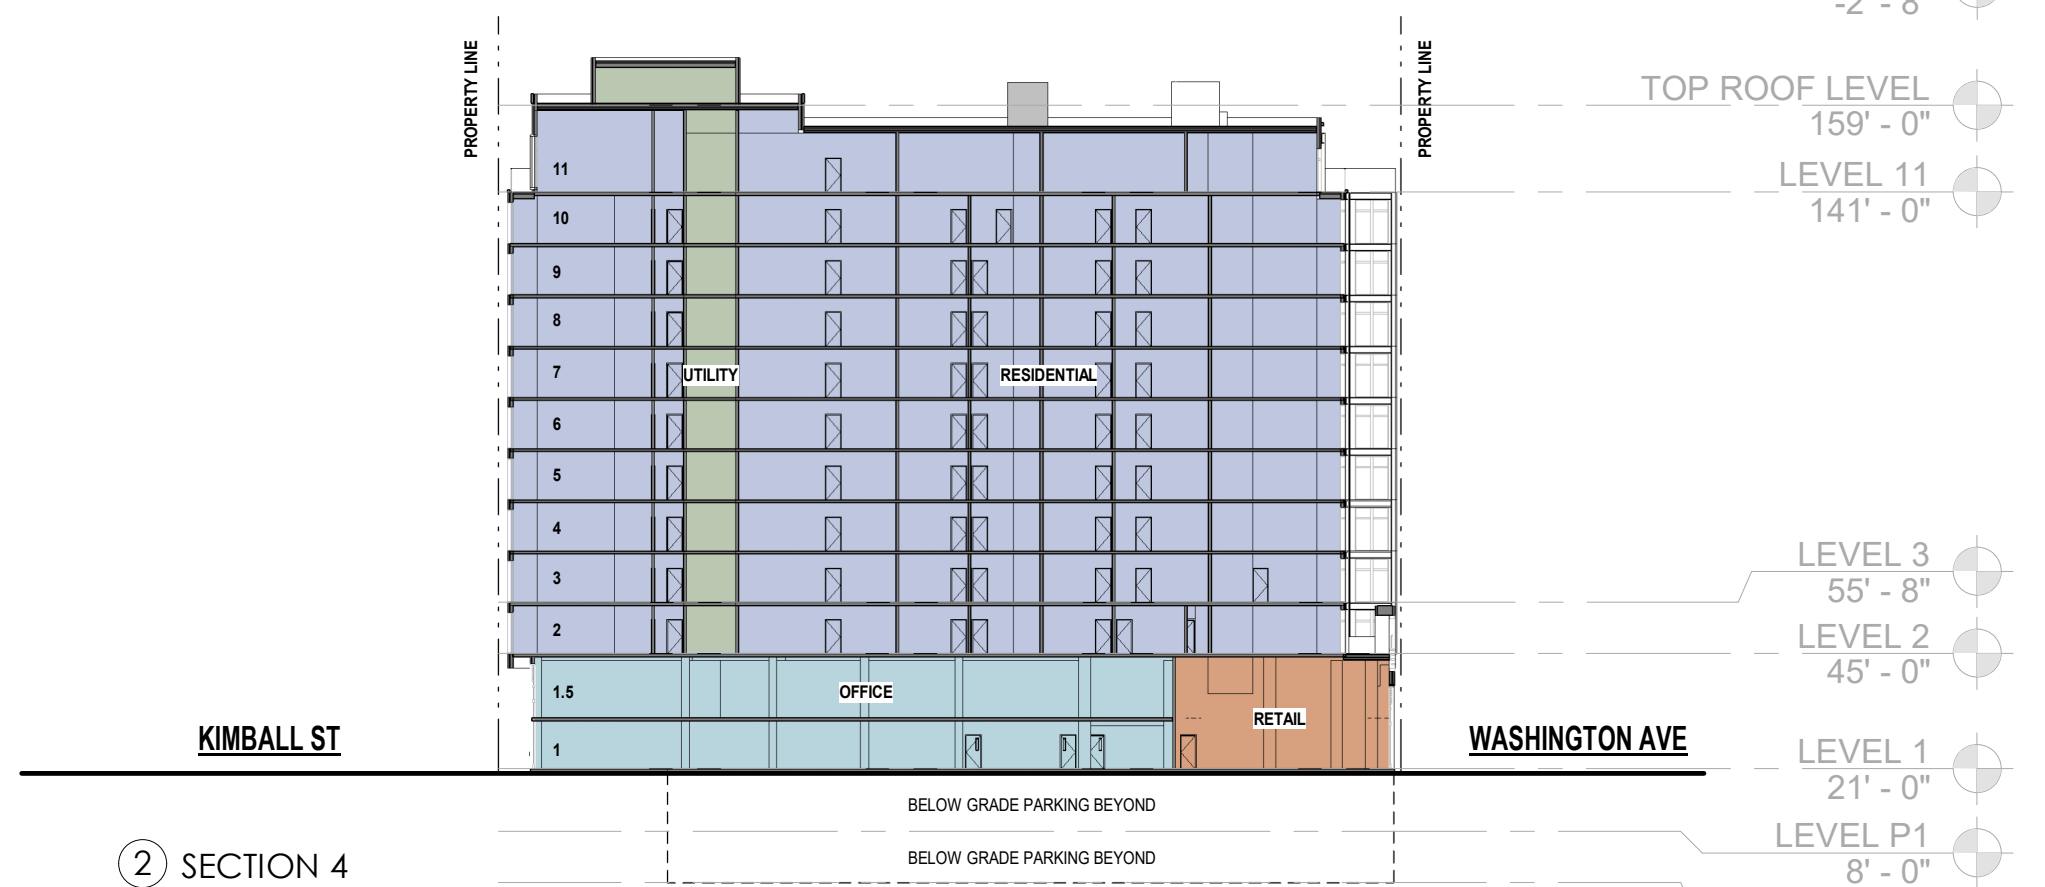 -2' - 8"
PROPERTY LINE
PROPERTY LINE
TOP ROOF LEVEL
159' - 0"
11
LEVEL 11
141' - 0"
10
9
8
7
UTILITY
RESIDENTIAL
6
5
4
3
LEVEL 3
55' - 8"
2
LEVEL 2
45' - 0"
1.5
OFFICE
RETAIL
KIMBALL ST
WASHINGTON AVE
1
LEVEL 1
21' - 0"
BELOW GRADE PARKING BEYOND
LEVEL P1
8' - 0"
BELOW GRADE PARKING BEYOND
2 SECTION 4